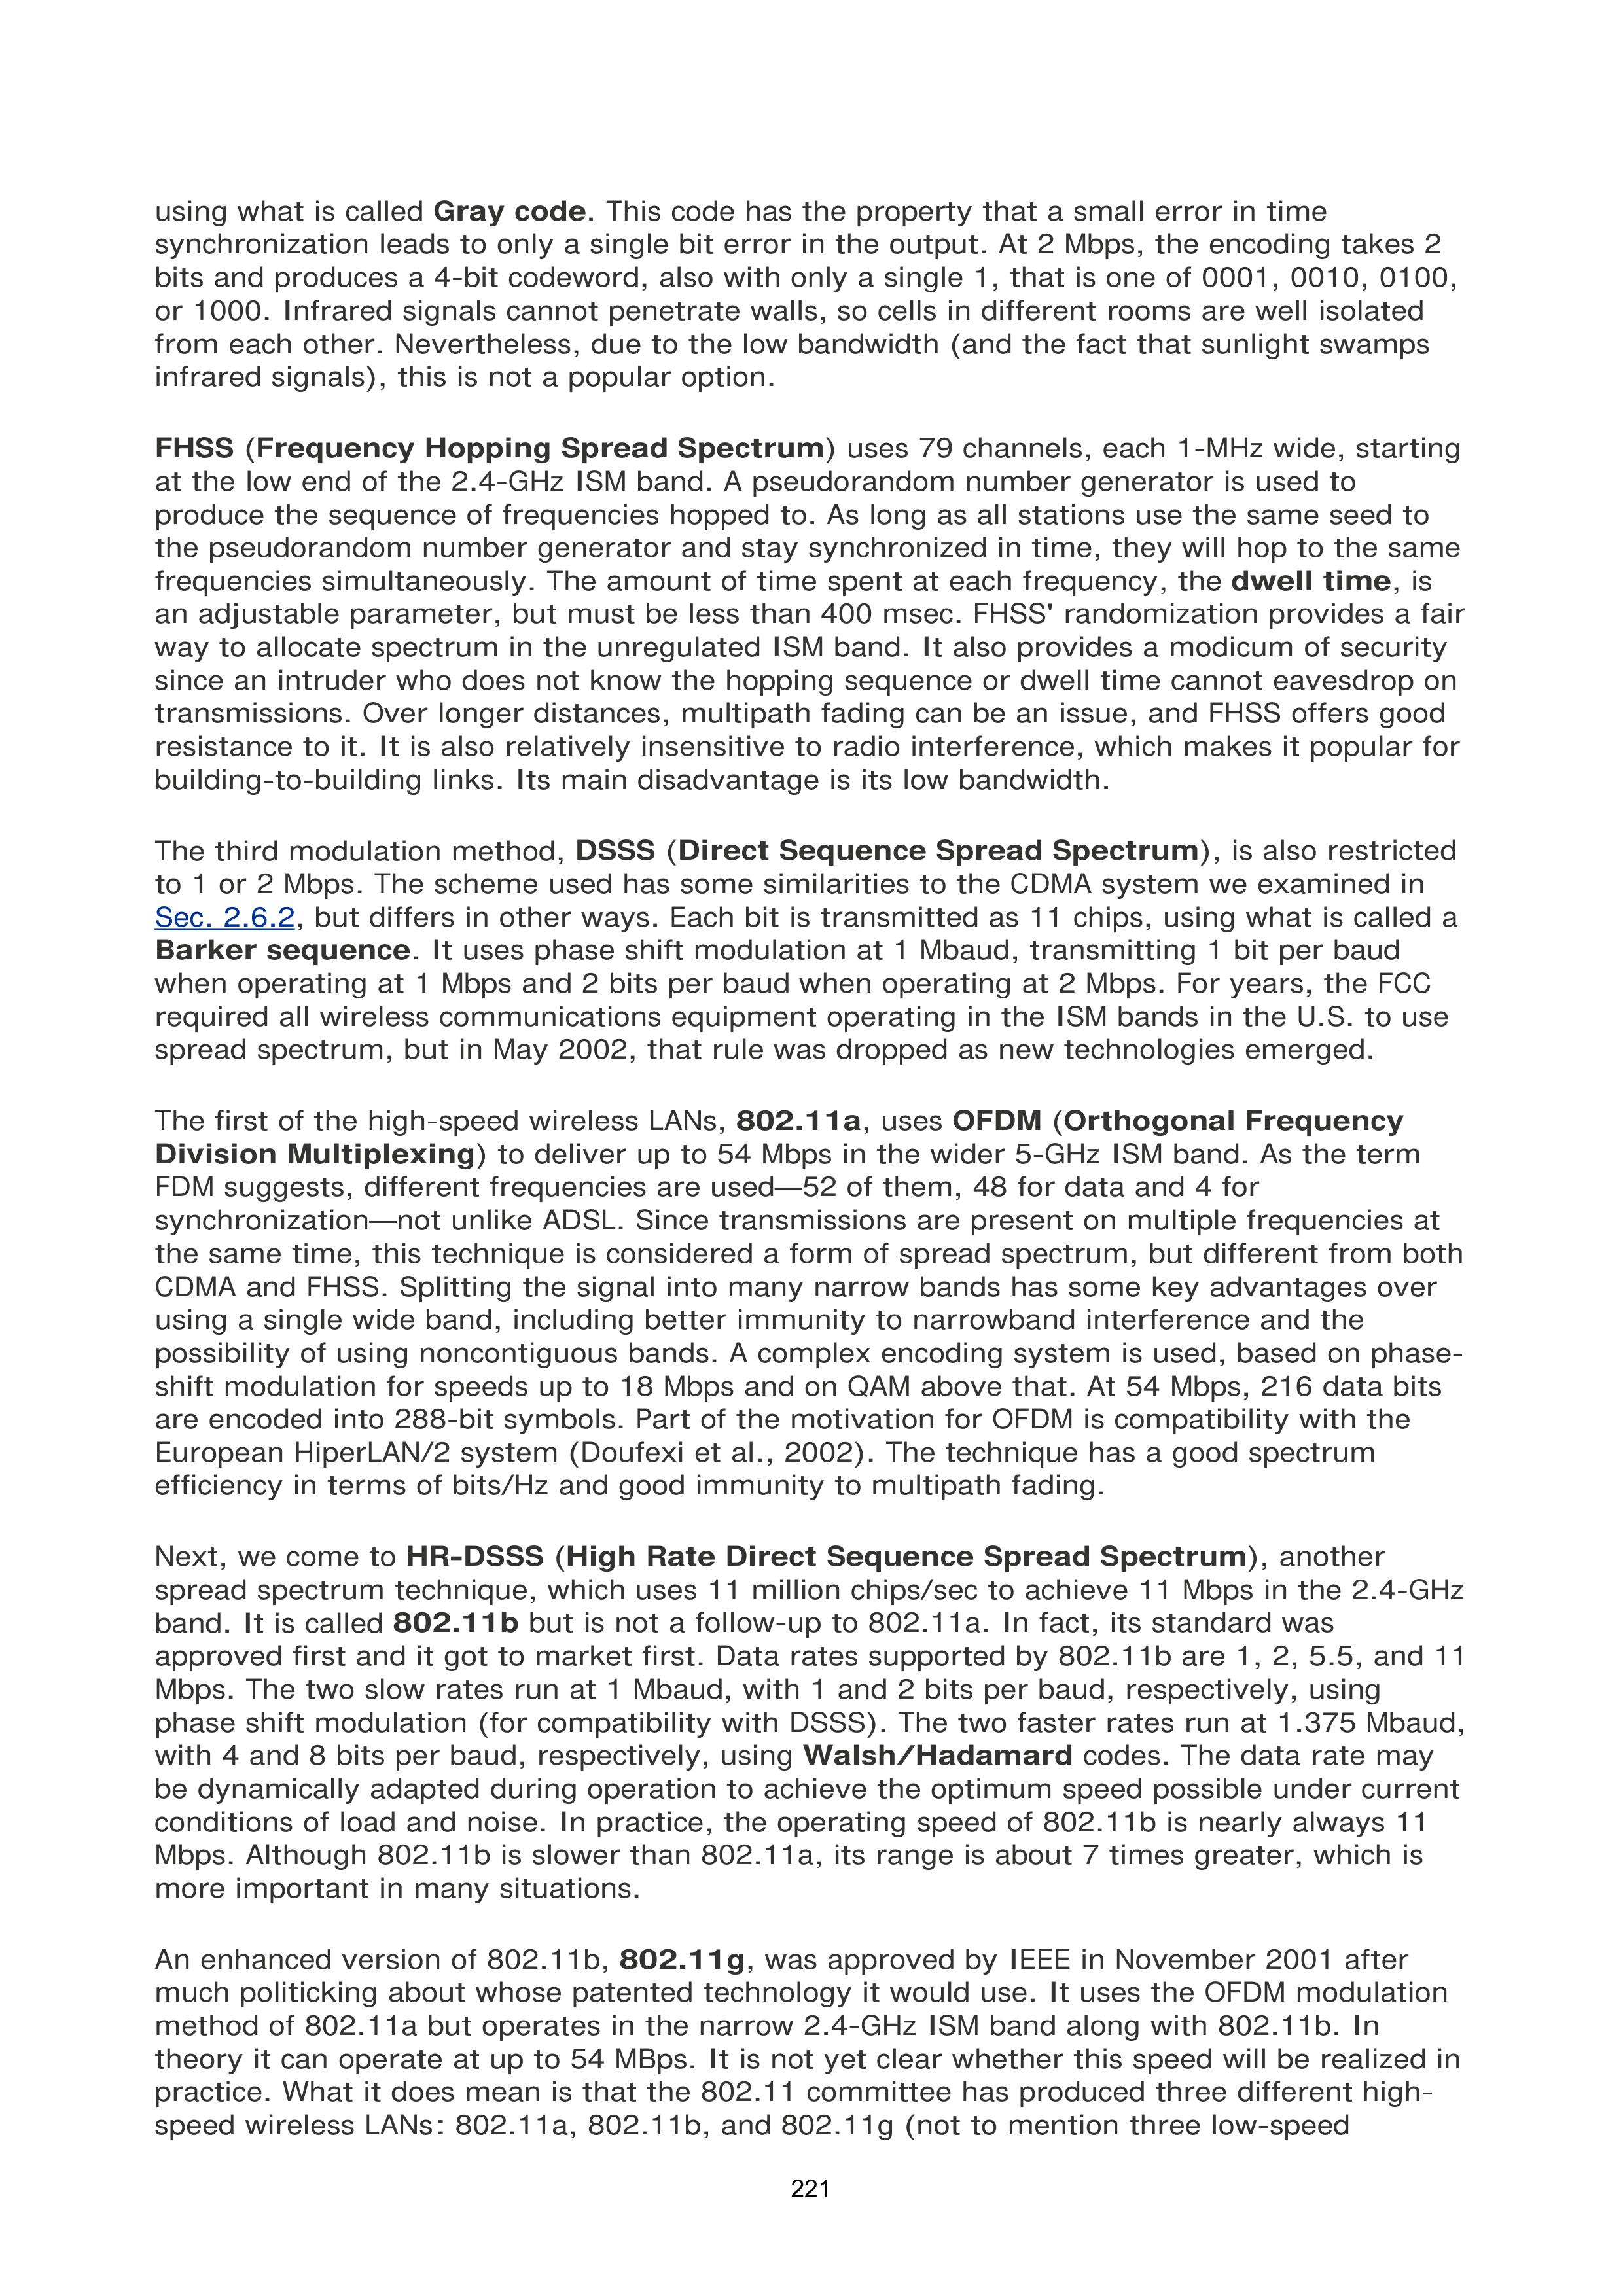 using what is called Gray code. This code has the property that a small error in time
synchronization leads to only a single bit error in the output. At 2 Mbps, the encoding takes 2
bits and produces a 4-bit codeword, also with only a single 1, that is one of 0001, 0010, 0100,
or 1000. Infrared signals cannot penetrate walls, so cells in different rooms are well isolated
from each other. Nevertheless, due to the low bandwidth (and the fact that sunlight swamps
infrared signals), this is not a popular option.
FHSS (Frequency Hopping Spread Spectrum) uses 79 channels, each 1-MHz wide, starting
at the low end of the 2.4-GHz ISM band. A pseudorandom number generator is used to
produce the sequence of frequencies hopped to. As long as all stations use the same seed to
the pseudorandom number generator and stay synchronized in time, they will hop to the same
frequencies simultaneously. The amount of time spent at each frequency, the dwell time, is
an adjustable parameter, but must be less than 400 msec. FHSS' randomization provides a fair
way to allocate spectrum in the unregulated ISM band. It also provides a modicum of security
since an intruder who does not know the hopping sequence or dwell time cannot eavesdrop on
transmissions. Over longer distances, multipath fading can be an issue, and FHSS offers good
resistance to it. It is also relatively insensitive to radio interference, which makes it popular for
building-to-building links. Its main disadvantage is its low bandwidth.
The third modulation method, DSSS (Direct Sequence Spread Spectrum), is also restricted
to 1 or 2 Mbps. The scheme used has some similarities to the CDMA system we examined in
Sec. 2.6.2, but differs in other ways. Each bit is transmitted as 11 chips, using what is called a
Barker sequence. It uses phase shift modulation at 1 Mbaud, transmitting 1 bit per baud
when operating at 1 Mbps and 2 bits per baud when operating at 2 Mbps. For years, the FCC
required all wireless communications equipment operating in the ISM bands in the U.S. to use
spread spectrum, but in May 2002, that rule was dropped as new technologies emerged.
The first of the high-speed wireless LANs, 802.11a, uses OFDM (Orthogonal Frequency
Division Multiplexing) to deliver up to 54 Mbps in the wider 5-GHz ISM band. As the term
FDM suggests, different frequencies are used—52 of them, 48 for data and 4 for
synchronization—not unlike ADSL. Since transmissions are present on multiple frequencies at
the same time, this technique is considered a form of spread spectrum, but different from both
CDMA and FHSS. Splitting the signal into many narrow bands has some key advantages over
using a single wide band, including better immunity to narrowband interference and the
possibility of using noncontiguous bands. A complex encoding system is used, based on phase-
shift modulation for speeds up to 18 Mbps and on QAM above that. At 54 Mbps, 216 data bits
are encoded into 288-bit symbols. Part of the motivation for OFDM is compatibility with the
European HiperLAN/2 system (Doufexi et al., 2002). The technique has a good spectrum
efficiency in terms of bits/Hz and good immunity to multipath fading.
Next, we come to HR-DSSS (High Rate Direct Sequence Spread Spectrum), another
spread spectrum technique, which uses 11 million chips/sec to achieve 11 Mbps in the 2.4-GHz
band. It is called 802.11b but is not a follow-up to 802.11a. In fact, its standard was
approved first and it got to market first. Data rates supported by 802.11b are 1, 2, 5.5, and 11
Mbps. The two slow rates run at 1 Mbaud, with 1 and 2 bits per baud, respectively, using
phase shift modulation (for compatibility with DSSS). The two faster rates run at 1.375 Mbaud,
with 4 and 8 bits per baud, respectively, using Walsh/Hadamard codes. The data rate may
be dynamically adapted during operation to achieve the optimum speed possible under current
conditions of load and noise. In practice, the operating speed of 802.11b is nearly always 11
Mbps. Although 802.11b is slower than 802.11a, its range is about 7 times greater, which is
more important in many situations.
An enhanced version of 802.11b, 802.11g, was approved by IEEE in November 2001 after
much politicking about whose patented technology it would use. It uses the OFDM modulation
method of 802.11a but operates in the narrow 2.4-GHz ISM band along with 802.11b. In
theory it can operate at up to 54 MBps. It is not yet clear whether this speed will be realized in
practice. What it does mean is that the 802.11 committee has produced three different high-
speed wireless LANs: 802.11a, 802.11b, and 802.11g (not to mention three low-speed
221